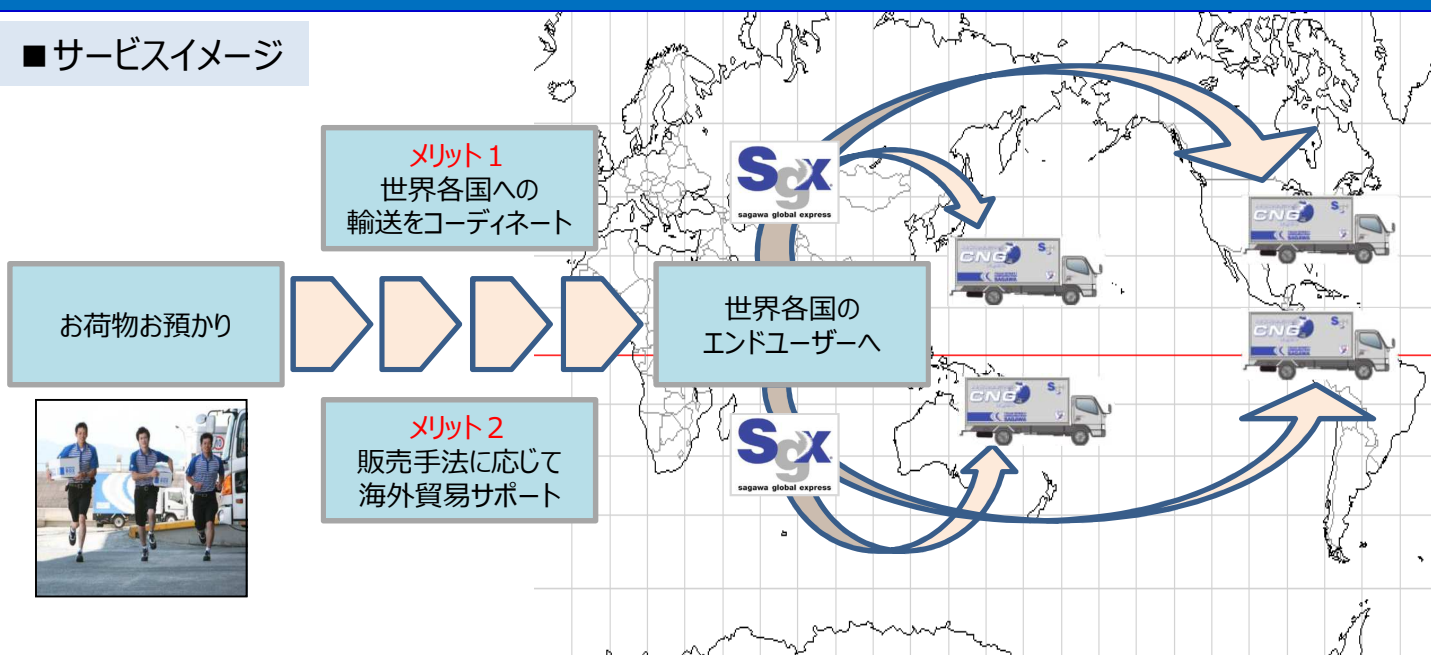 ■サービスイメージ
メリット１
世界各国への
輸送をコーディネート
お荷物お預かり
世界各国の
エンドユーザーへ
メリット２
販売手法に応じて
海外貿易サポート
Sgx
sagawa global express
Sgx
sagawa global express
CNG
SAGAWA
CNG
SAGAWA
CNG
SAGAWA
CNG
SAGAWA